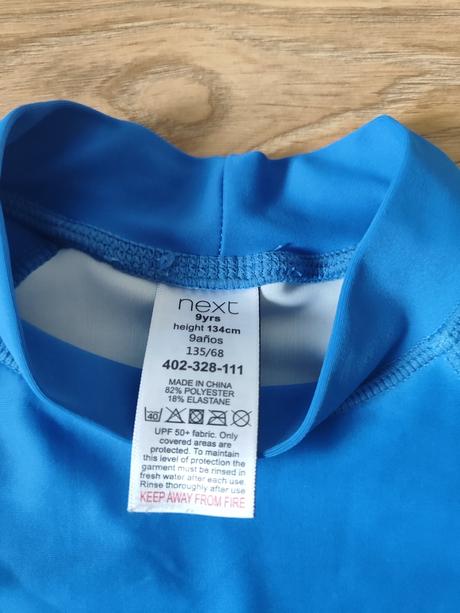 next
9yrs
height 134cm
9años
135/68
402-328-111
MADE IN CHINA
82% POLYESTER
18% ELASTANE
40
UPF 50+ fabric. Only
covered areas are
protected. To maintain
this level of protection the
garment must be rinsed in
fresh water after each use.
Rinse thoroughly after use
KEEP AWAY FROM FIRE